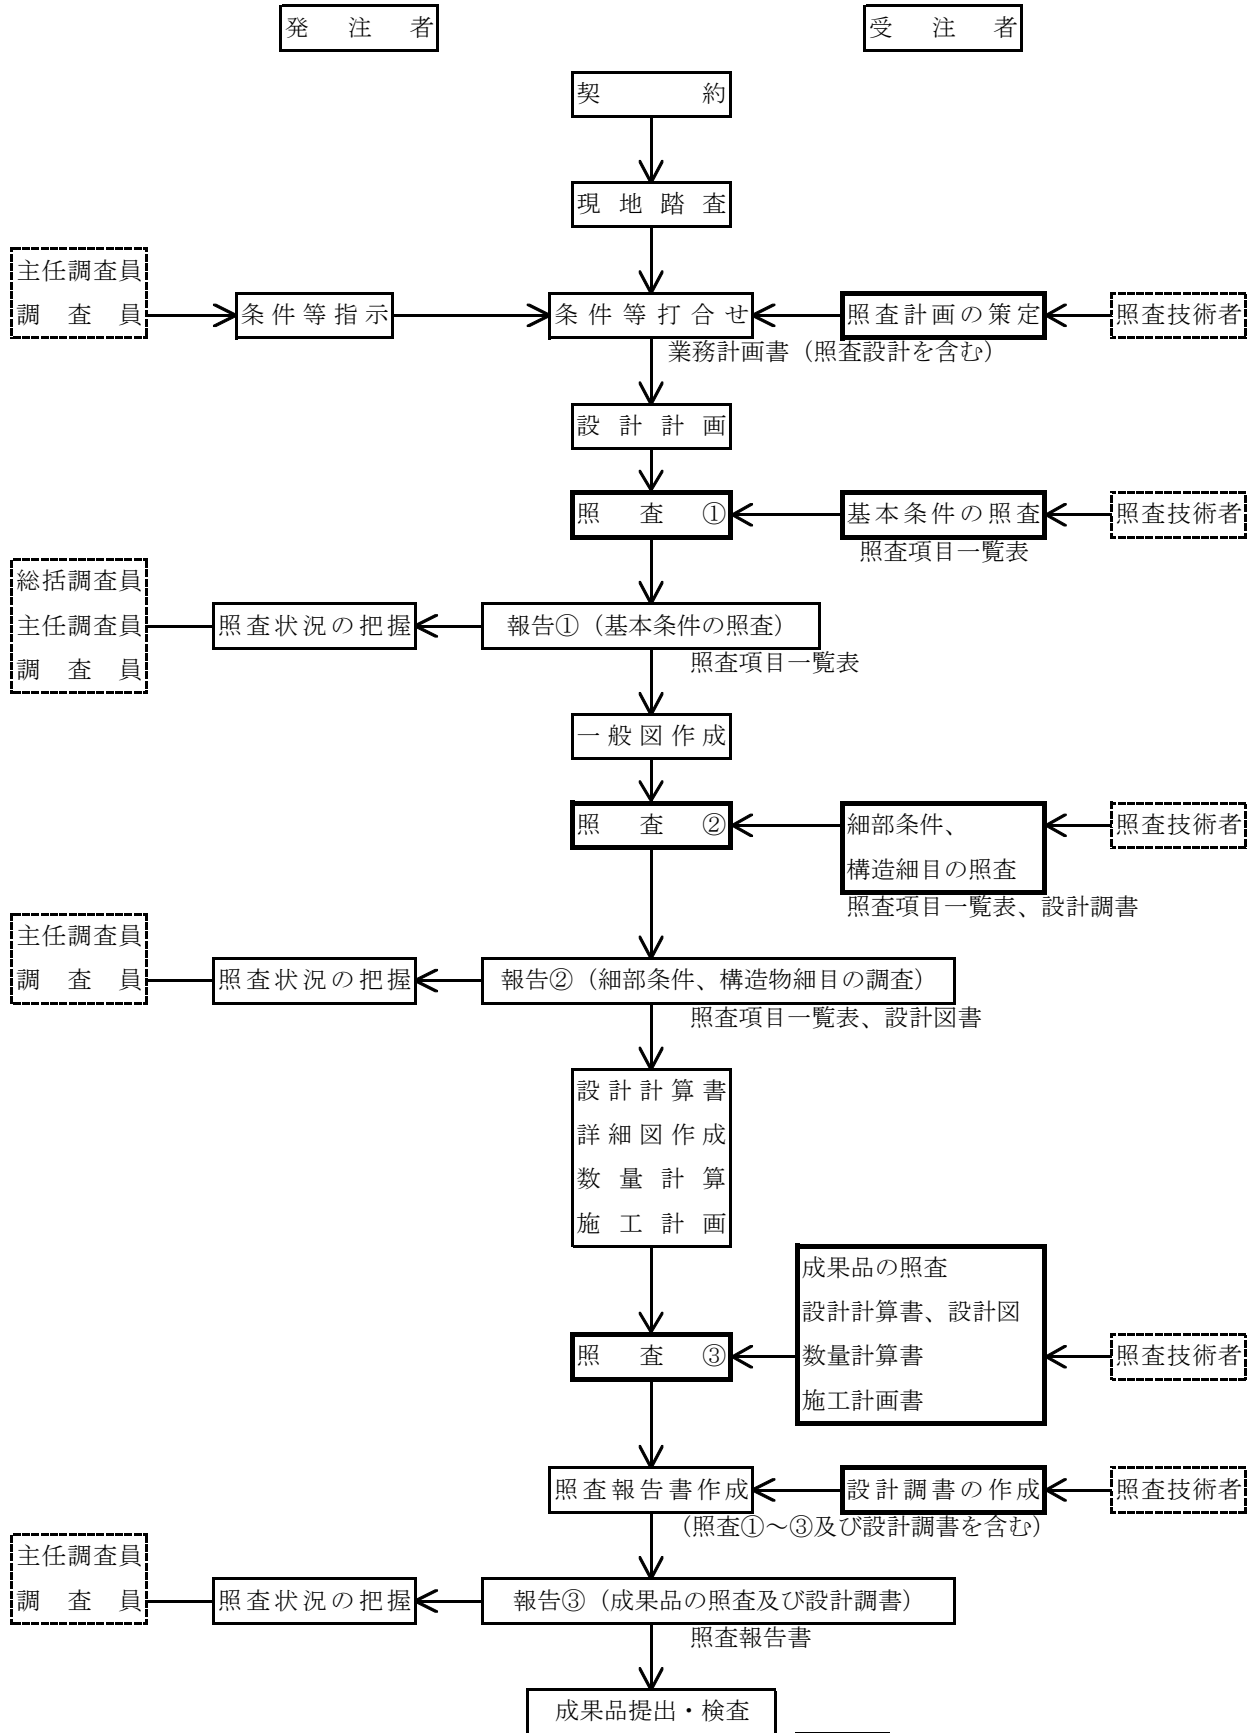 発注者
受注者
契約
現地踏査
主任調査員
調査員
条件等指示
条件等打合せ
照査計画の策定
照査技術者
業務計画書（照査設計を含む）
設計計画
照査①
基本条件の照査
照査技術者
照査項目一覧表
総括調査員
主任調査員
調査員
照査状況の把握
報告①（基本条件の照査）
照査項目一覧表
一般図作成
照査②
細部条件、
構造細目の照査
照査技術者
照査項目一覧表、設計調書
主任調査員
調査員
照査状況の把握
報告②（細部条件、構造物細目の調査）
照査項目一覧表、設計図書
設計計算書
詳細図作成
数量計算
施工計画
成果品の照査
設計計算書、設計図
数量計算書
施工計画書
照査③
照査技術者
照査報告書作成
設計調書の作成
照査技術者
（照査①～③及び設計調書を含む）
主任調査員
調査員
照査状況の把握
報告③（成果品の照査及び設計調書）
照査報告書
成果品提出・検査